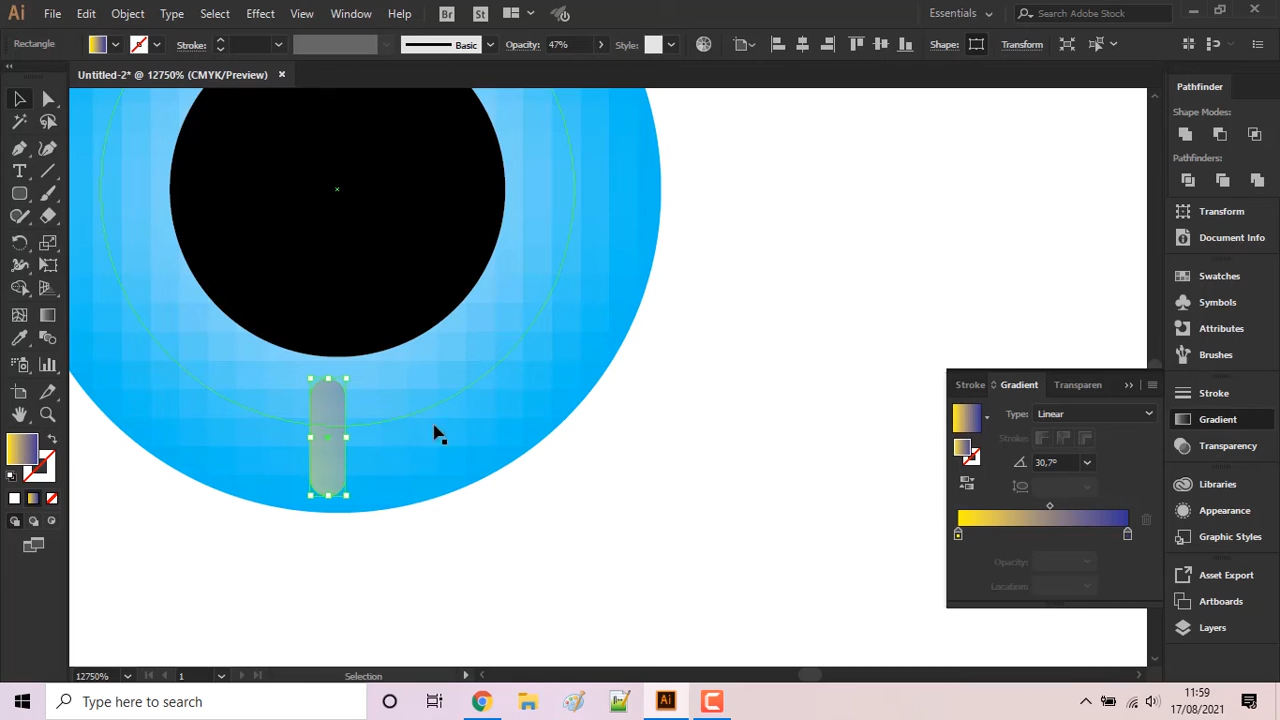 Ai File Edit Object Type Select Effect View Window Help Br St Essentials Search Adobe Stock
Rectangle Stroke: Basic Opacity: 47% Style: Shape: Transform
Untitled-2* @ 12750% (CMYK/Preview)
Pathfinder
Shape Modes:
Pathfinders:
Transform
Document Info
Swatches
Symbols
Attributes
Brushes
Stroke
Gradient
Transparency
Libraries
Appearance
Graphic Styles
Asset Export
Artboards
Layers
Stroke Gradient Transparen
Type: Linear
Stroke:
30,7°
Opacity:
Location:
12750% 1 Selection
Type here to search
Ai
11:59
17/08/2021